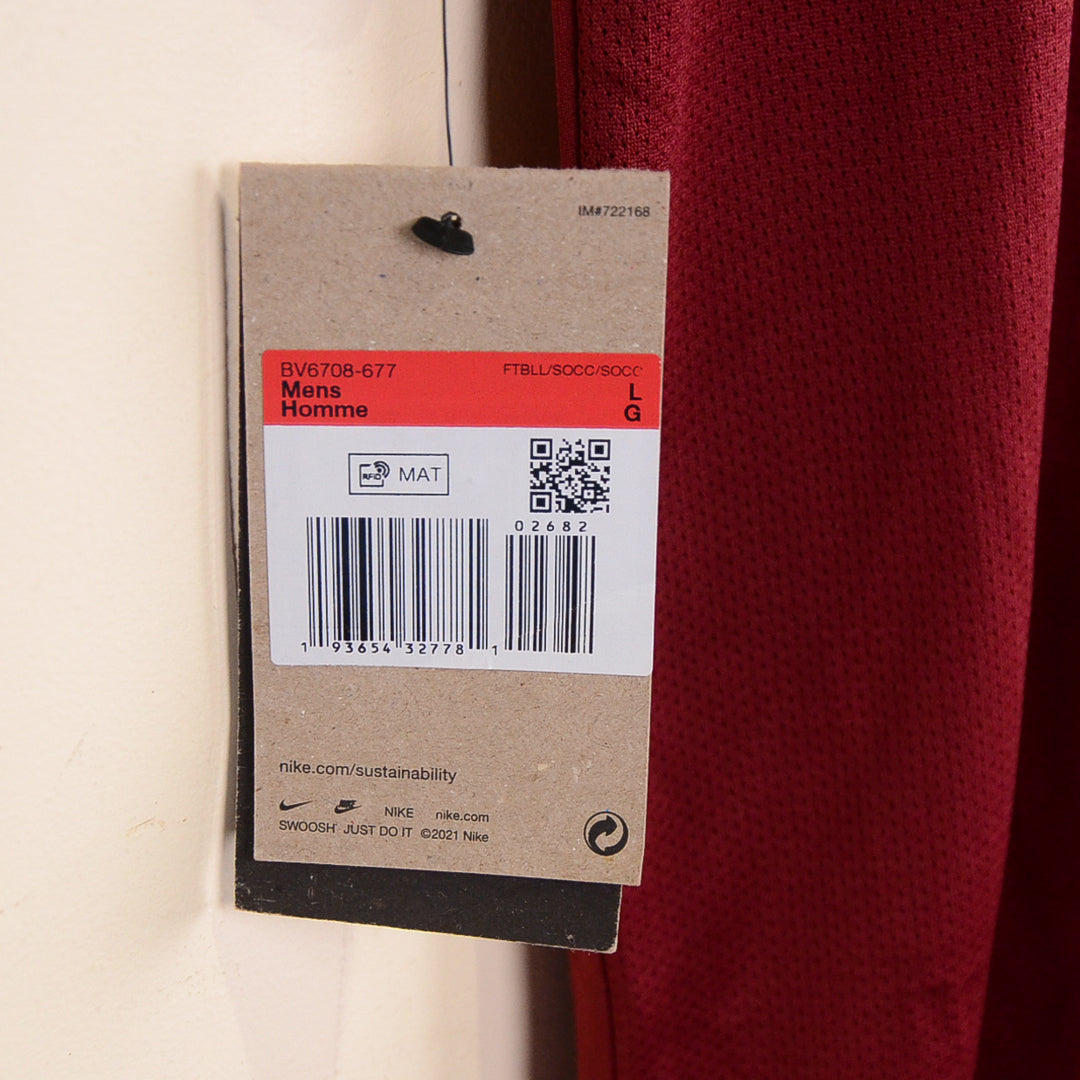 IM#722168
BV6708-677 FTBLL/SOCC/SOCC
Mens L
Homme G
RFID MAT
02682
1 93654 32778 1
nike.com/sustainability
NIKE nike.com
SWOOSH JUST DO IT ©2021 Nike